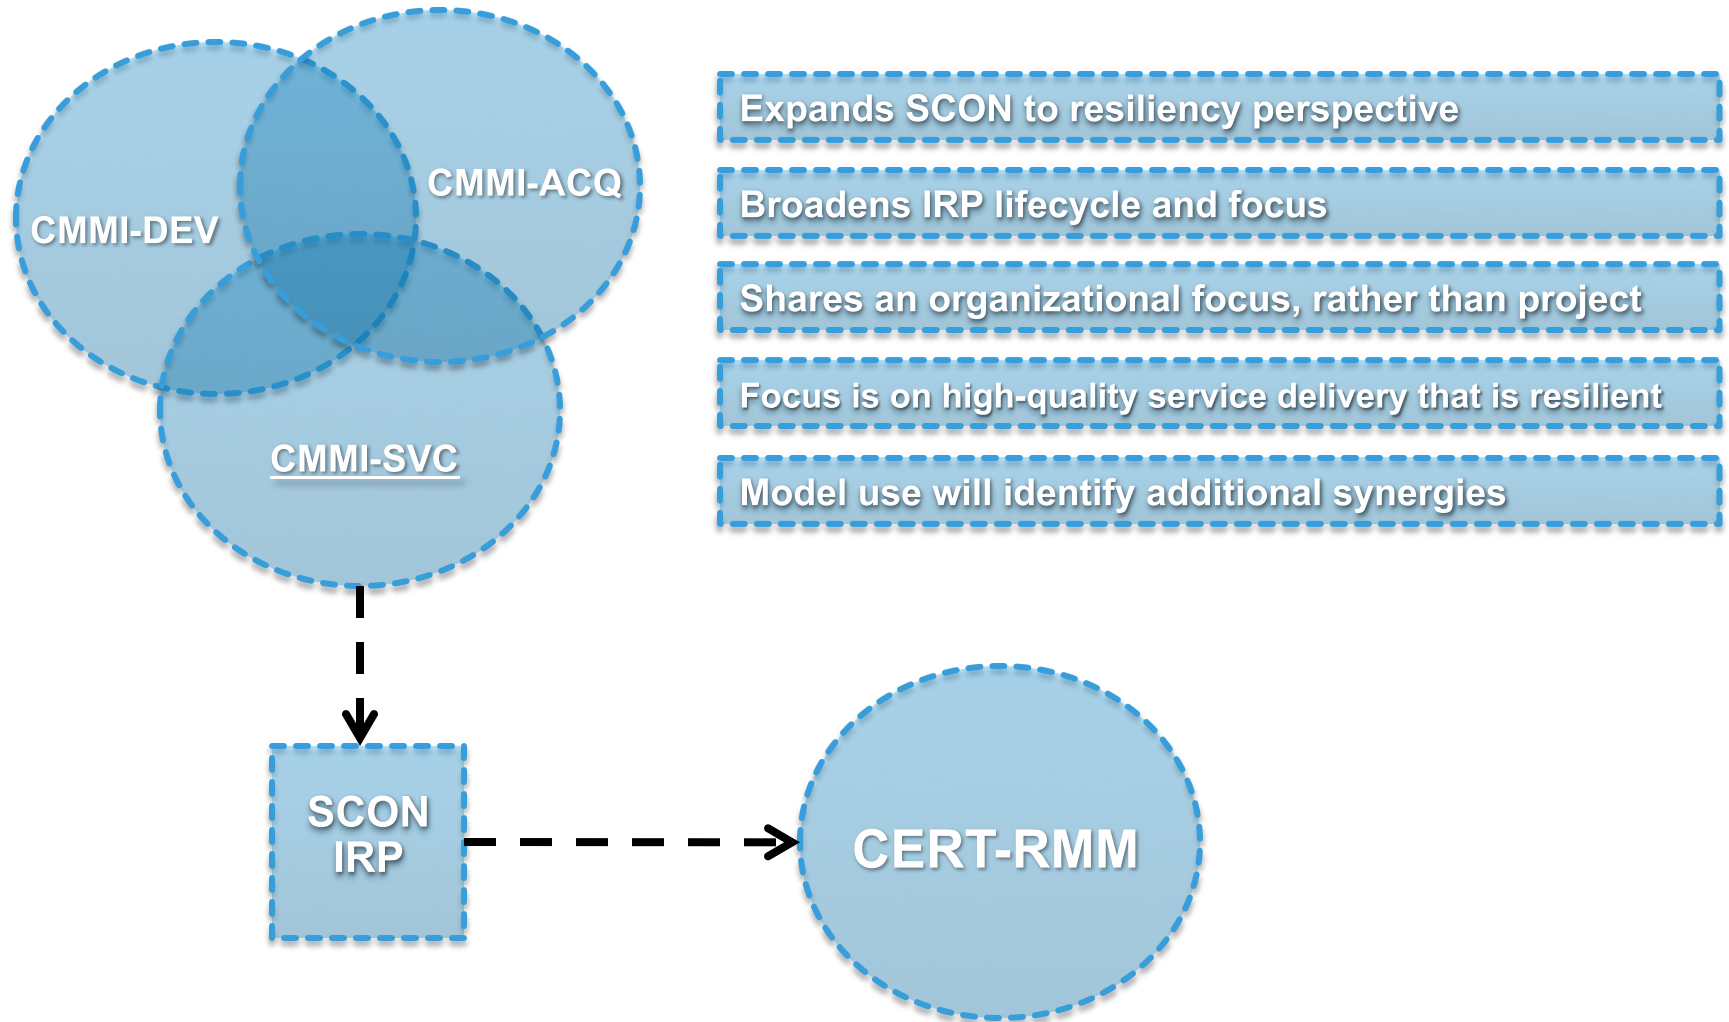 CMMI-ACQ
CMMI-DEV
CMMI-SVC
Expands SCON to resiliency perspective
Broadens IRP lifecycle and focus
Shares an organizational focus, rather than project
Focus is on high-quality service delivery that is resilient
Model use will identify additional synergies
SCON
IRP
CERT-RMM